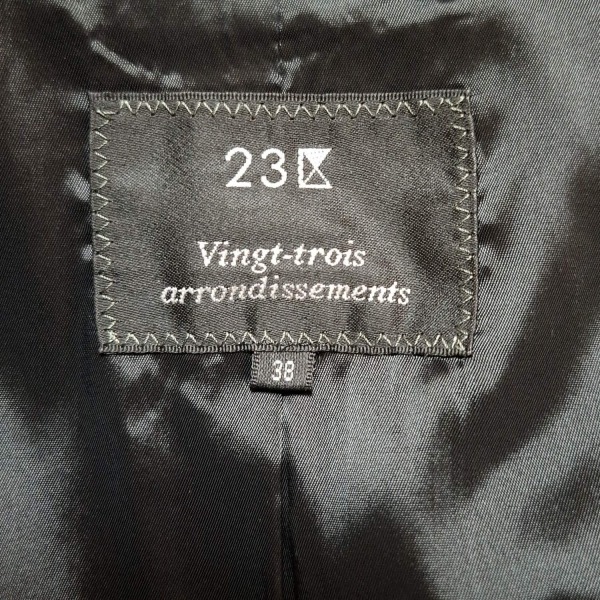 23区
Vingt-trois
arrondissements
38